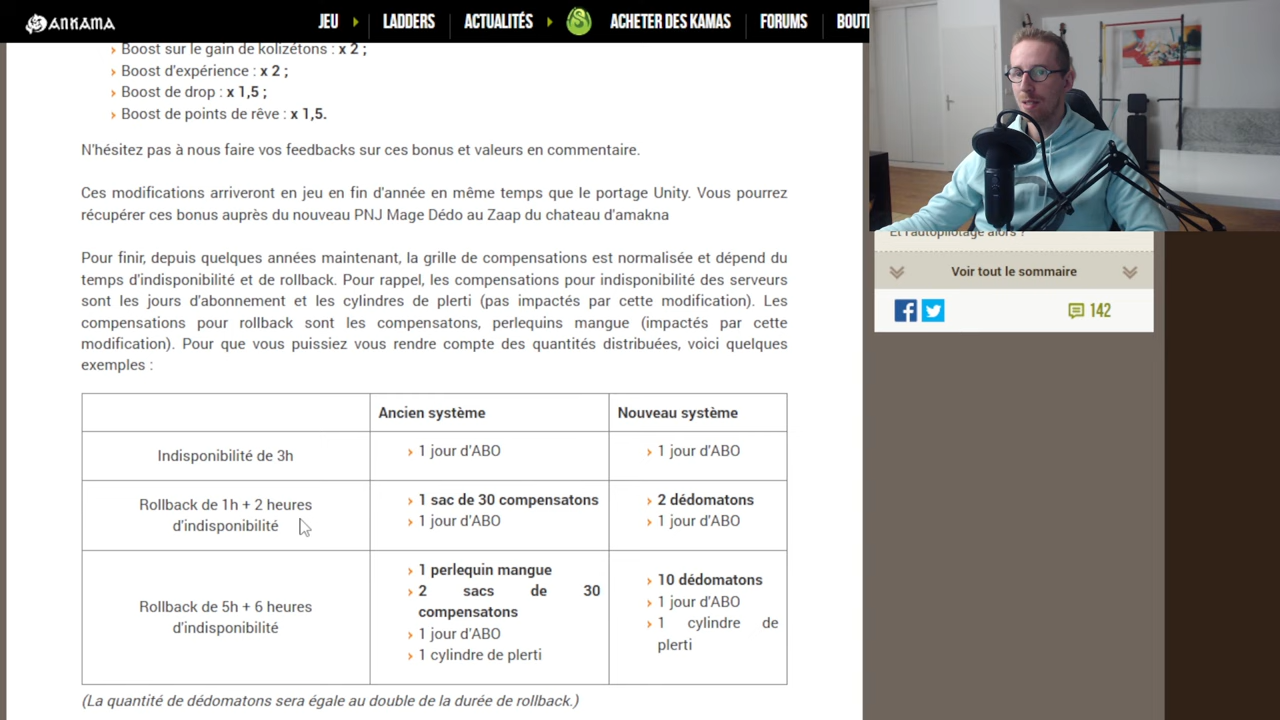 ANKAMA JEU LADDERS ACTUALITÉS ACHETER DES KAMAS FORUMS BOUTI
Boost sur le gain de kolizétons : x 2 ;
Boost d'expérience : x 2 ;
Boost de drop : x 1,5 ;
Boost de points de rêve : x 1,5.
N'hésitez pas à nous faire vos feedbacks sur ces bonus et valeurs en commentaire.
Ces modifications arriveront en jeu en fin d'année en même temps que le portage Unity. Vous pourrez
récupérer ces bonus auprès du nouveau PNJ Mage Dédo au Zaap du chateau d'amakna
Pour finir, depuis quelques années maintenant, la grille de compensations est normalisée et dépend du
temps d'indisponibilité et de rollback. Pour rappel, les compensations pour indisponibilité des serveurs
sont les jours d'abonnement et les cylindres de plerti (pas impactés par cette modification). Les
compensations pour rollback sont les compensatons, perlequins mangue (impactés par cette
modification). Pour que vous puissiez vous rendre compte des quantités distribuées, voici quelques
exemples :
Ancien système
Nouveau système
Indisponibilité de 3h
1 jour d'ABO
1 jour d'ABO
Rollback de 1h + 2 heures
d'indisponibilité
1 sac de 30 compensatons
1 jour d'ABO
2 dédomatons
1 jour d'ABO
Rollback de 5h + 6 heures
d'indisponibilité
1 perlequin mangue
2 sacs de 30
compensatons
1 jour d'ABO
1 cylindre de plerti
10 dédomatons
1 jour d'ABO
1 cylindre de
plerti
(La quantité de dédomatons sera égale au double de la durée de rollback.)
Et l'autopilotage alors ?
Voir tout le sommaire
142